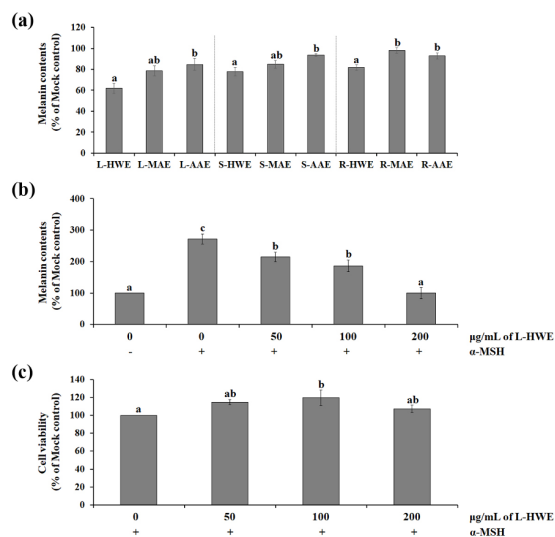 (a)
Melanin contents
(% of Mock control)
120
100
80
60
40
20
0
a ab b a ab b a b b
L-HWE L-MAE L-AAE S-HWE S-MAE S-AAE R-HWE R-MAE R-AAE
(b)
Melanin contents
(% of Mock control)
400
300
200
100
0
a c b b a
0 0 50 100 200 μg/mL of L-HWE
- + + + + α-MSH
(c)
Cell viability
(% of Mock control)
140
120
100
80
60
40
20
0
a ab b ab
0 50 100 200 μg/mL of L-HWE
+ + + + α-MSH